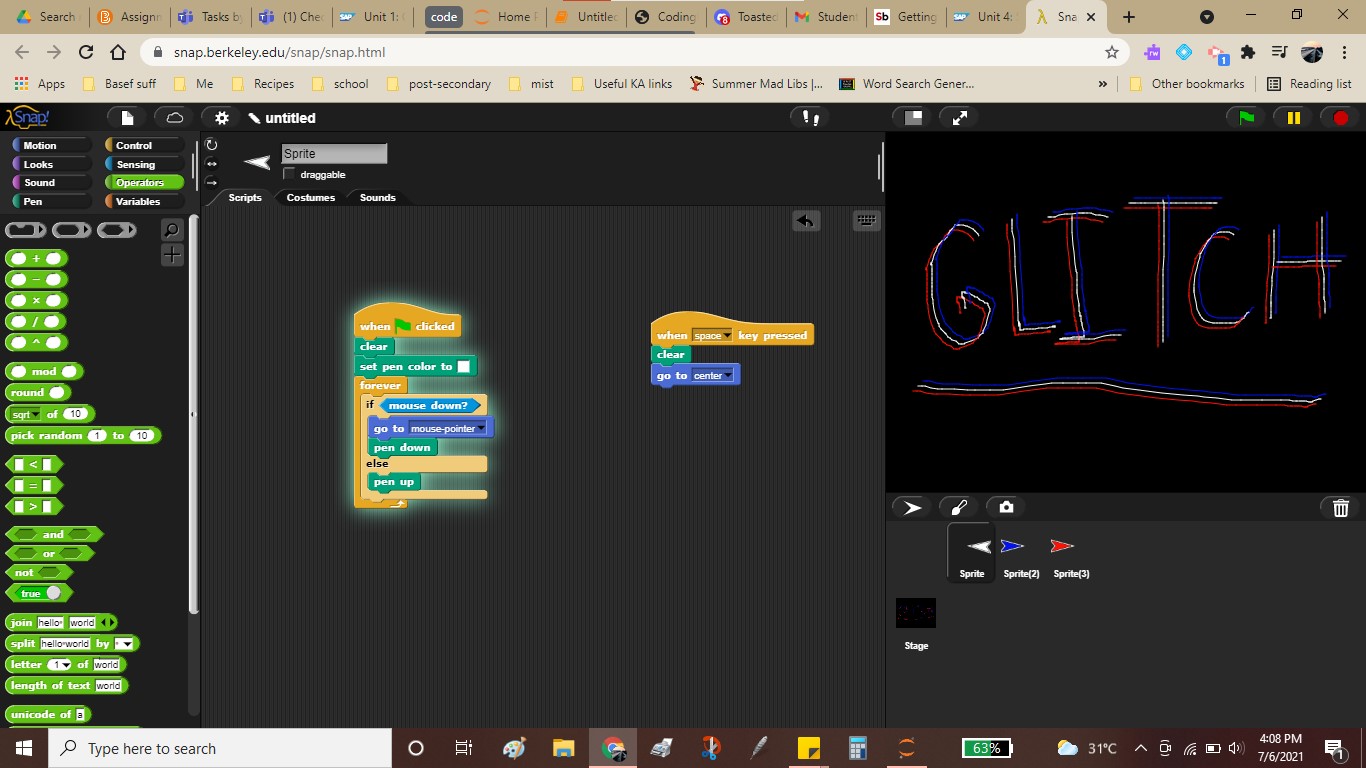 Search
Assignm
Tasks by
(1) Chec
Unit 1:
code
Home
Untitled
Coding
Toasted
Student
Sb Getting
Unit 4:
Sna
snap.berkeley.edu/snap/snap.html
Apps Basef suff Me Recipes school post-secondary mist Useful KA links Summer Mad Libs |... Word Search Gener... » Other bookmarks Reading list
Snap! untitled
Motion Control
Looks Sensing
Sound Operators
Pen Variables
Sprite
draggable
Scripts Costumes Sounds
+
−
×
/
^
mod
round
sqrt of 10
pick random 1 to 10
<
=
>
and
or
not
true
join hello world
split hello world by
letter 1 of world
length of text world
unicode of a
when clicked
clear
set pen color to
forever
if mouse down?
go to mouse-pointer
pen down
else
pen up
when space key pressed
clear
go to center
GLITCH
Sprite Sprite(2) Sprite(3)
Stage
Type here to search
63%
31°C
4:08 PM
7/6/2021
1